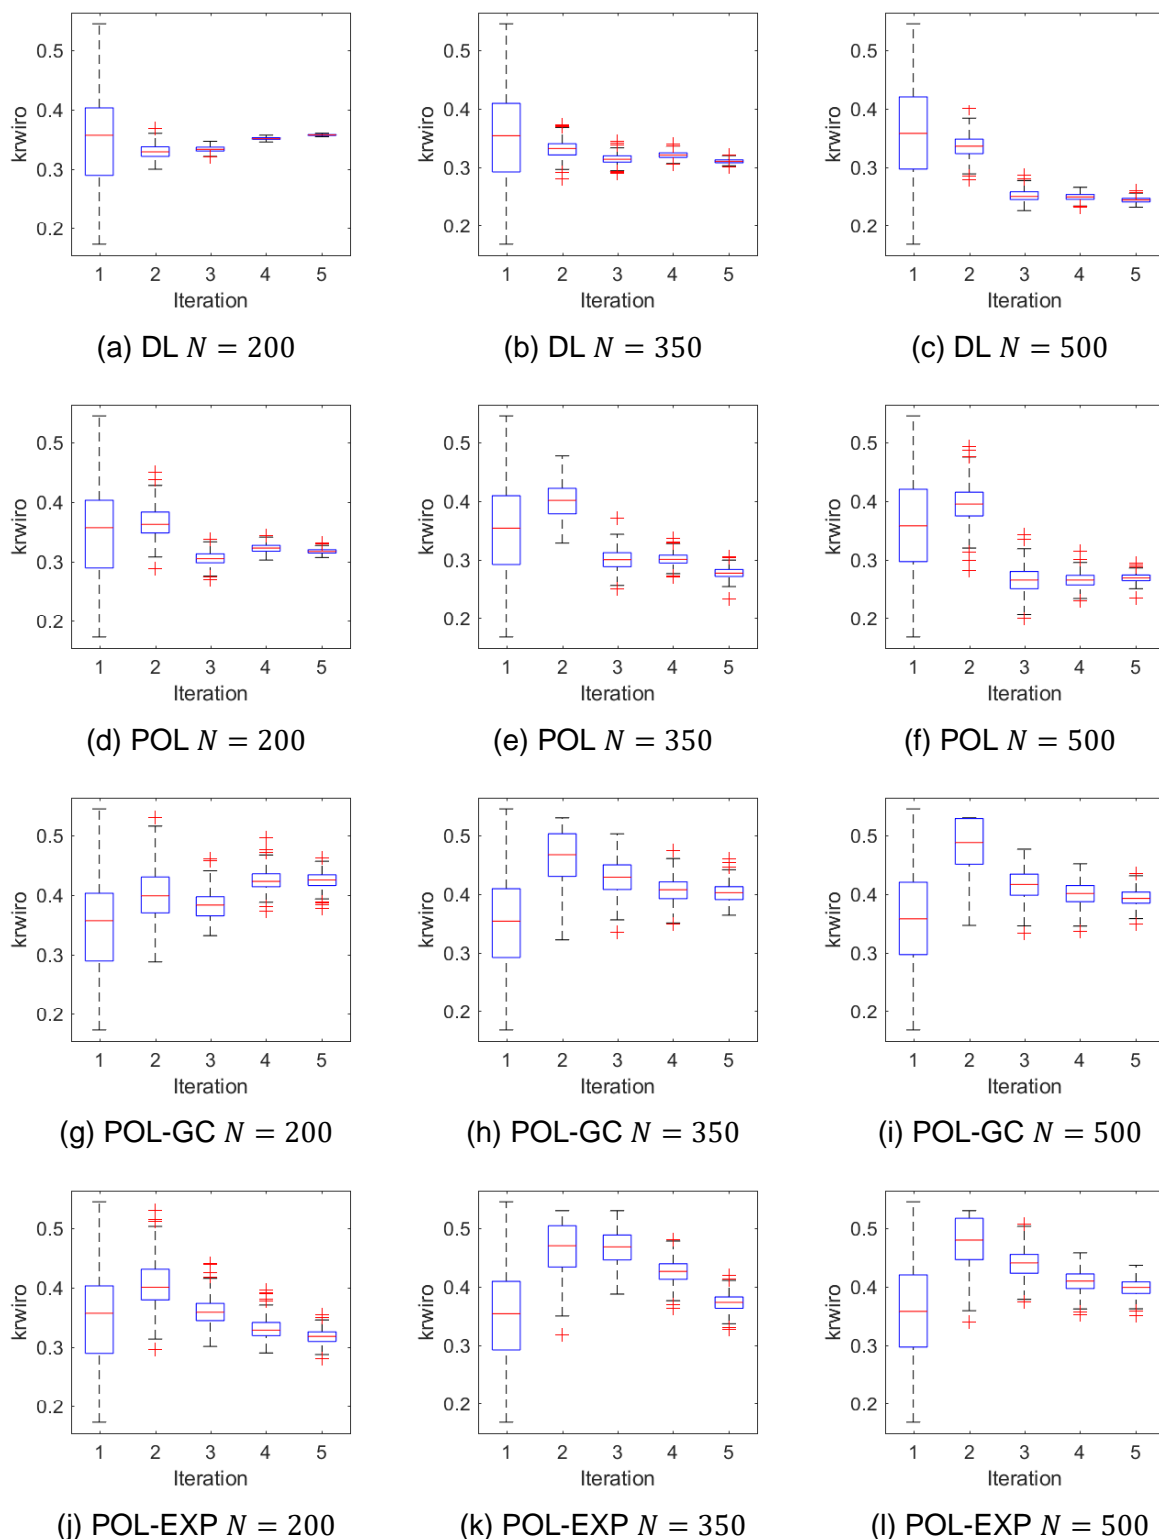 0.5 0.4 0.3 0.2
krwiro
1 2 3 4 5
Iteration
0.5 0.4 0.3 0.2
krwiro
1 2 3 4 5
Iteration
0.5 0.4 0.3 0.2
krwiro
1 2 3 4 5
Iteration
(a) DL N = 200
(b) DL N = 350
(c) DL N = 500
0.5 0.4 0.3 0.2
krwiro
1 2 3 4 5
Iteration
0.5 0.4 0.3 0.2
krwiro
1 2 3 4 5
Iteration
0.5 0.4 0.3 0.2
krwiro
1 2 3 4 5
Iteration
(d) POL N = 200
(e) POL N = 350
(f) POL N = 500
0.5 0.4 0.3 0.2
krwiro
1 2 3 4 5
Iteration
0.5 0.4 0.3 0.2
krwiro
1 2 3 4 5
Iteration
0.5 0.4 0.3 0.2
krwiro
1 2 3 4 5
Iteration
(g) POL-GC N = 200
(h) POL-GC N = 350
(i) POL-GC N = 500
0.5 0.4 0.3 0.2
krwiro
1 2 3 4 5
Iteration
0.5 0.4 0.3 0.2
krwiro
1 2 3 4 5
Iteration
0.5 0.4 0.3 0.2
krwiro
1 2 3 4 5
Iteration
(j) POL-EXP N = 200
(k) POL-EXP N = 350
(l) POL-EXP N = 500